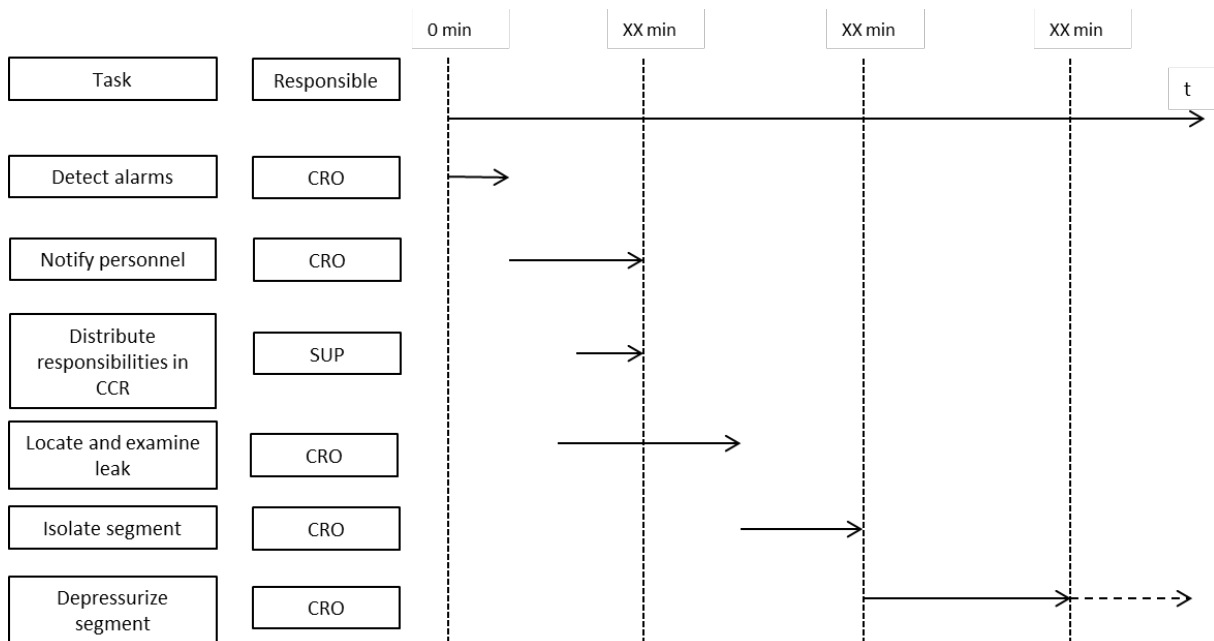 0 min
XX min
XX min
XX min
Task
Responsible
t
Detect alarms
CRO
Notify personnel
CRO
Distribute
responsibilities in
CCR
SUP
Locate and examine
leak
CRO
Isolate segment
CRO
Depressurize
segment
CRO